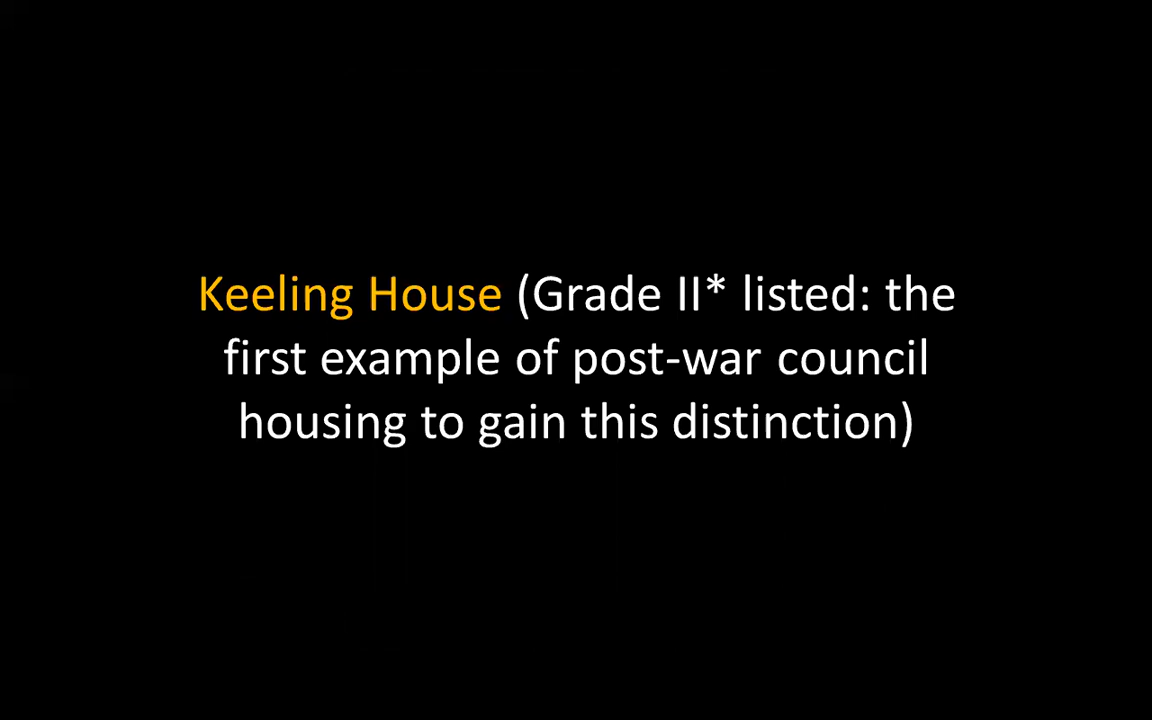 Keeling House (Grade II* listed: the
first example of post-war council
housing to gain this distinction)